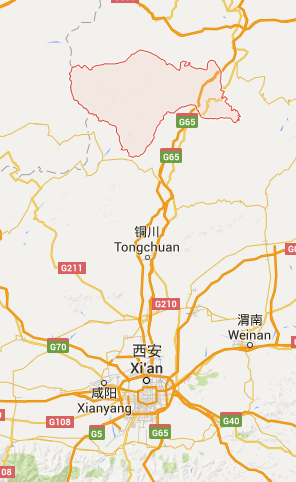 G65
G65
铜川
Tongchuan
G211
G210
渭南
Weinan
G70
西安
Xi'an
咸阳
Xianyang
G108
G40
G5
G65
08